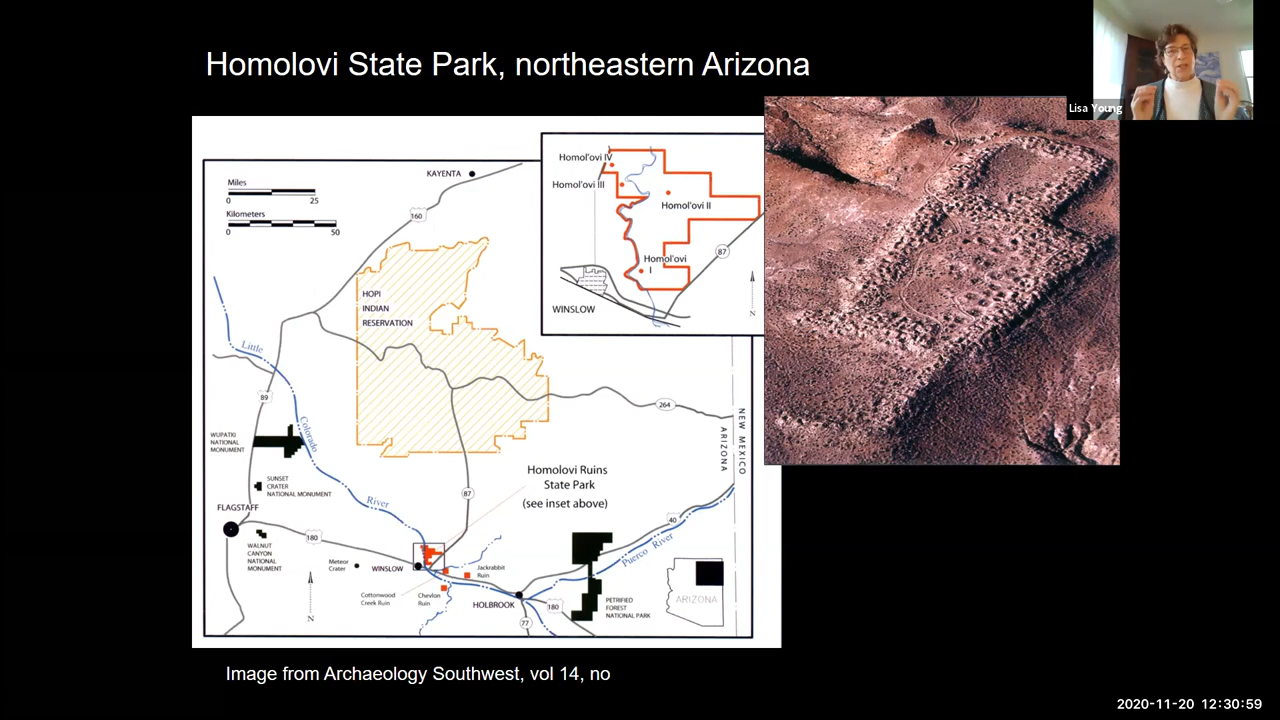 Homolovi State Park, northeastern Arizona
Lisa Young
Miles
0
25
Kilometers
0
50
KAYENTA
160
HOPI
INDIAN
RESERVATION
Homol'ovi IV
Homol'ovi III
Homol'ovi II
Homol'ovi
I
87
WINSLOW
N
Little
Colorado
River
89
264
NEW MEXICO
ARIZONA
WUPATKI
NATIONAL
MONUMENT
SUNSET
CRATER
NATIONAL MONUMENT
FLAGSTAFF
WALNUT
CANYON
NATIONAL
MONUMENT
180
87
Homolovi Ruins
State Park
(see inset above)
40
Puerco River
Meteor
Crater
WINSLOW
Jackrabbit
Ruin
Cottonwood
Creek Ruin
Chevlon
Ruin
HOLBROOK
180
77
N
PETRIFIED
FOREST
NATIONAL PARK
ARIZONA
Image from Archaeology Southwest, vol 14, no
2020-11-20 12:30:59